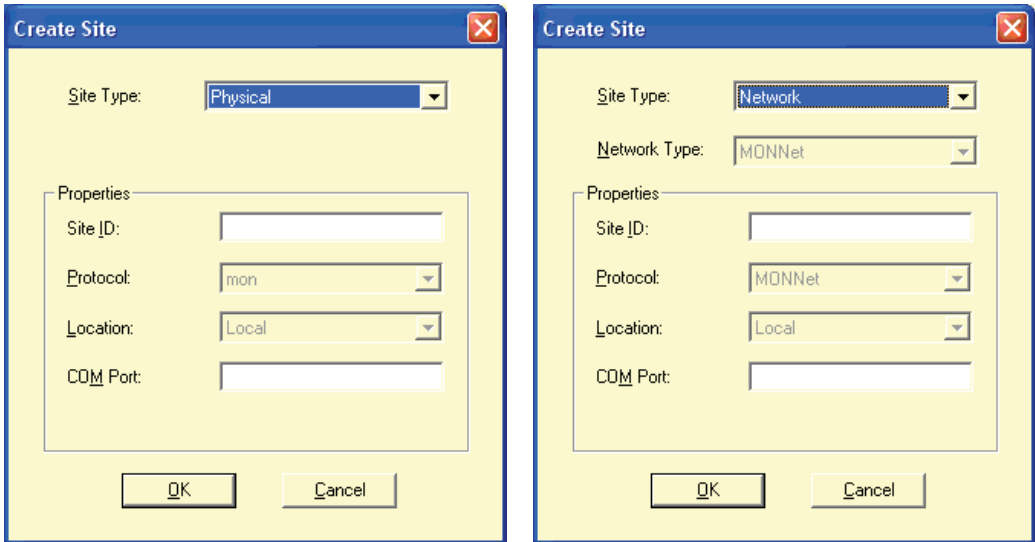 Create Site
Site Type: Physical
Properties
Site ID:
Protocol: mon
Location: Local
COM Port:
OK Cancel
Create Site
Site Type: Network
Network Type: MONNet
Properties
Site ID:
Protocol: MONNet
Location: Local
COM Port:
OK Cancel